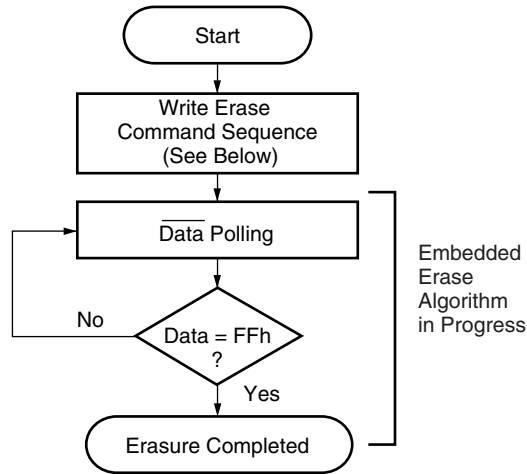 Start
Write Erase
Command Sequence
(See Below)
Data Polling
Embedded
Erase
Algorithm
in Progress
No
Data = FFh
?
Yes
Erasure Completed